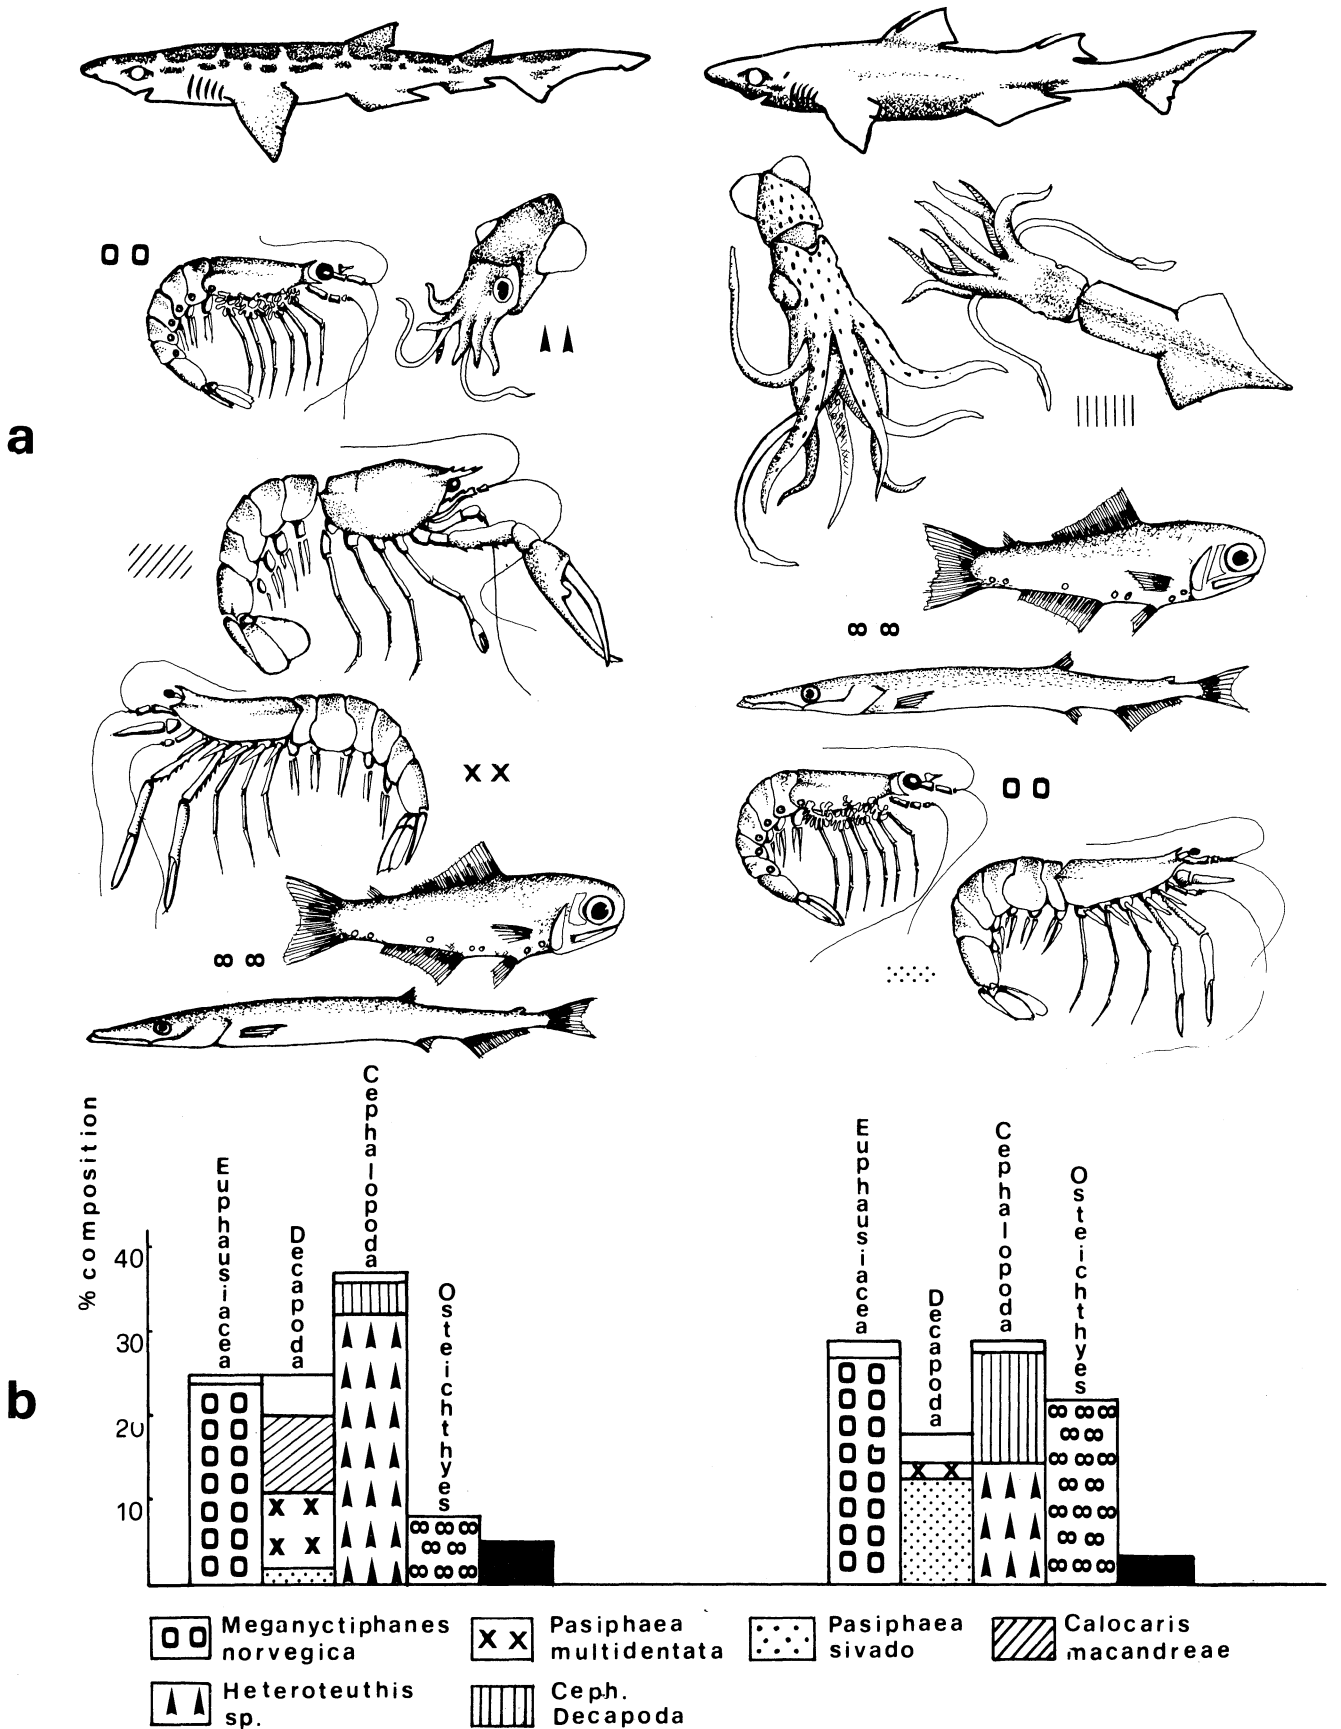 a
b
% composition
40
30
20
10
Euphausiacea
Decapoda
Cephalopoda
Osteichthyes
Euphausiacea
Decapoda
Cephalopoda
Osteichthyes
Meganyctiphanes
norvegica
Pasiphaea
multidentata
Pasiphaea
sivado
Calocaris
macandreae
Heteroteuthis
sp.
Ceph.
Decapoda